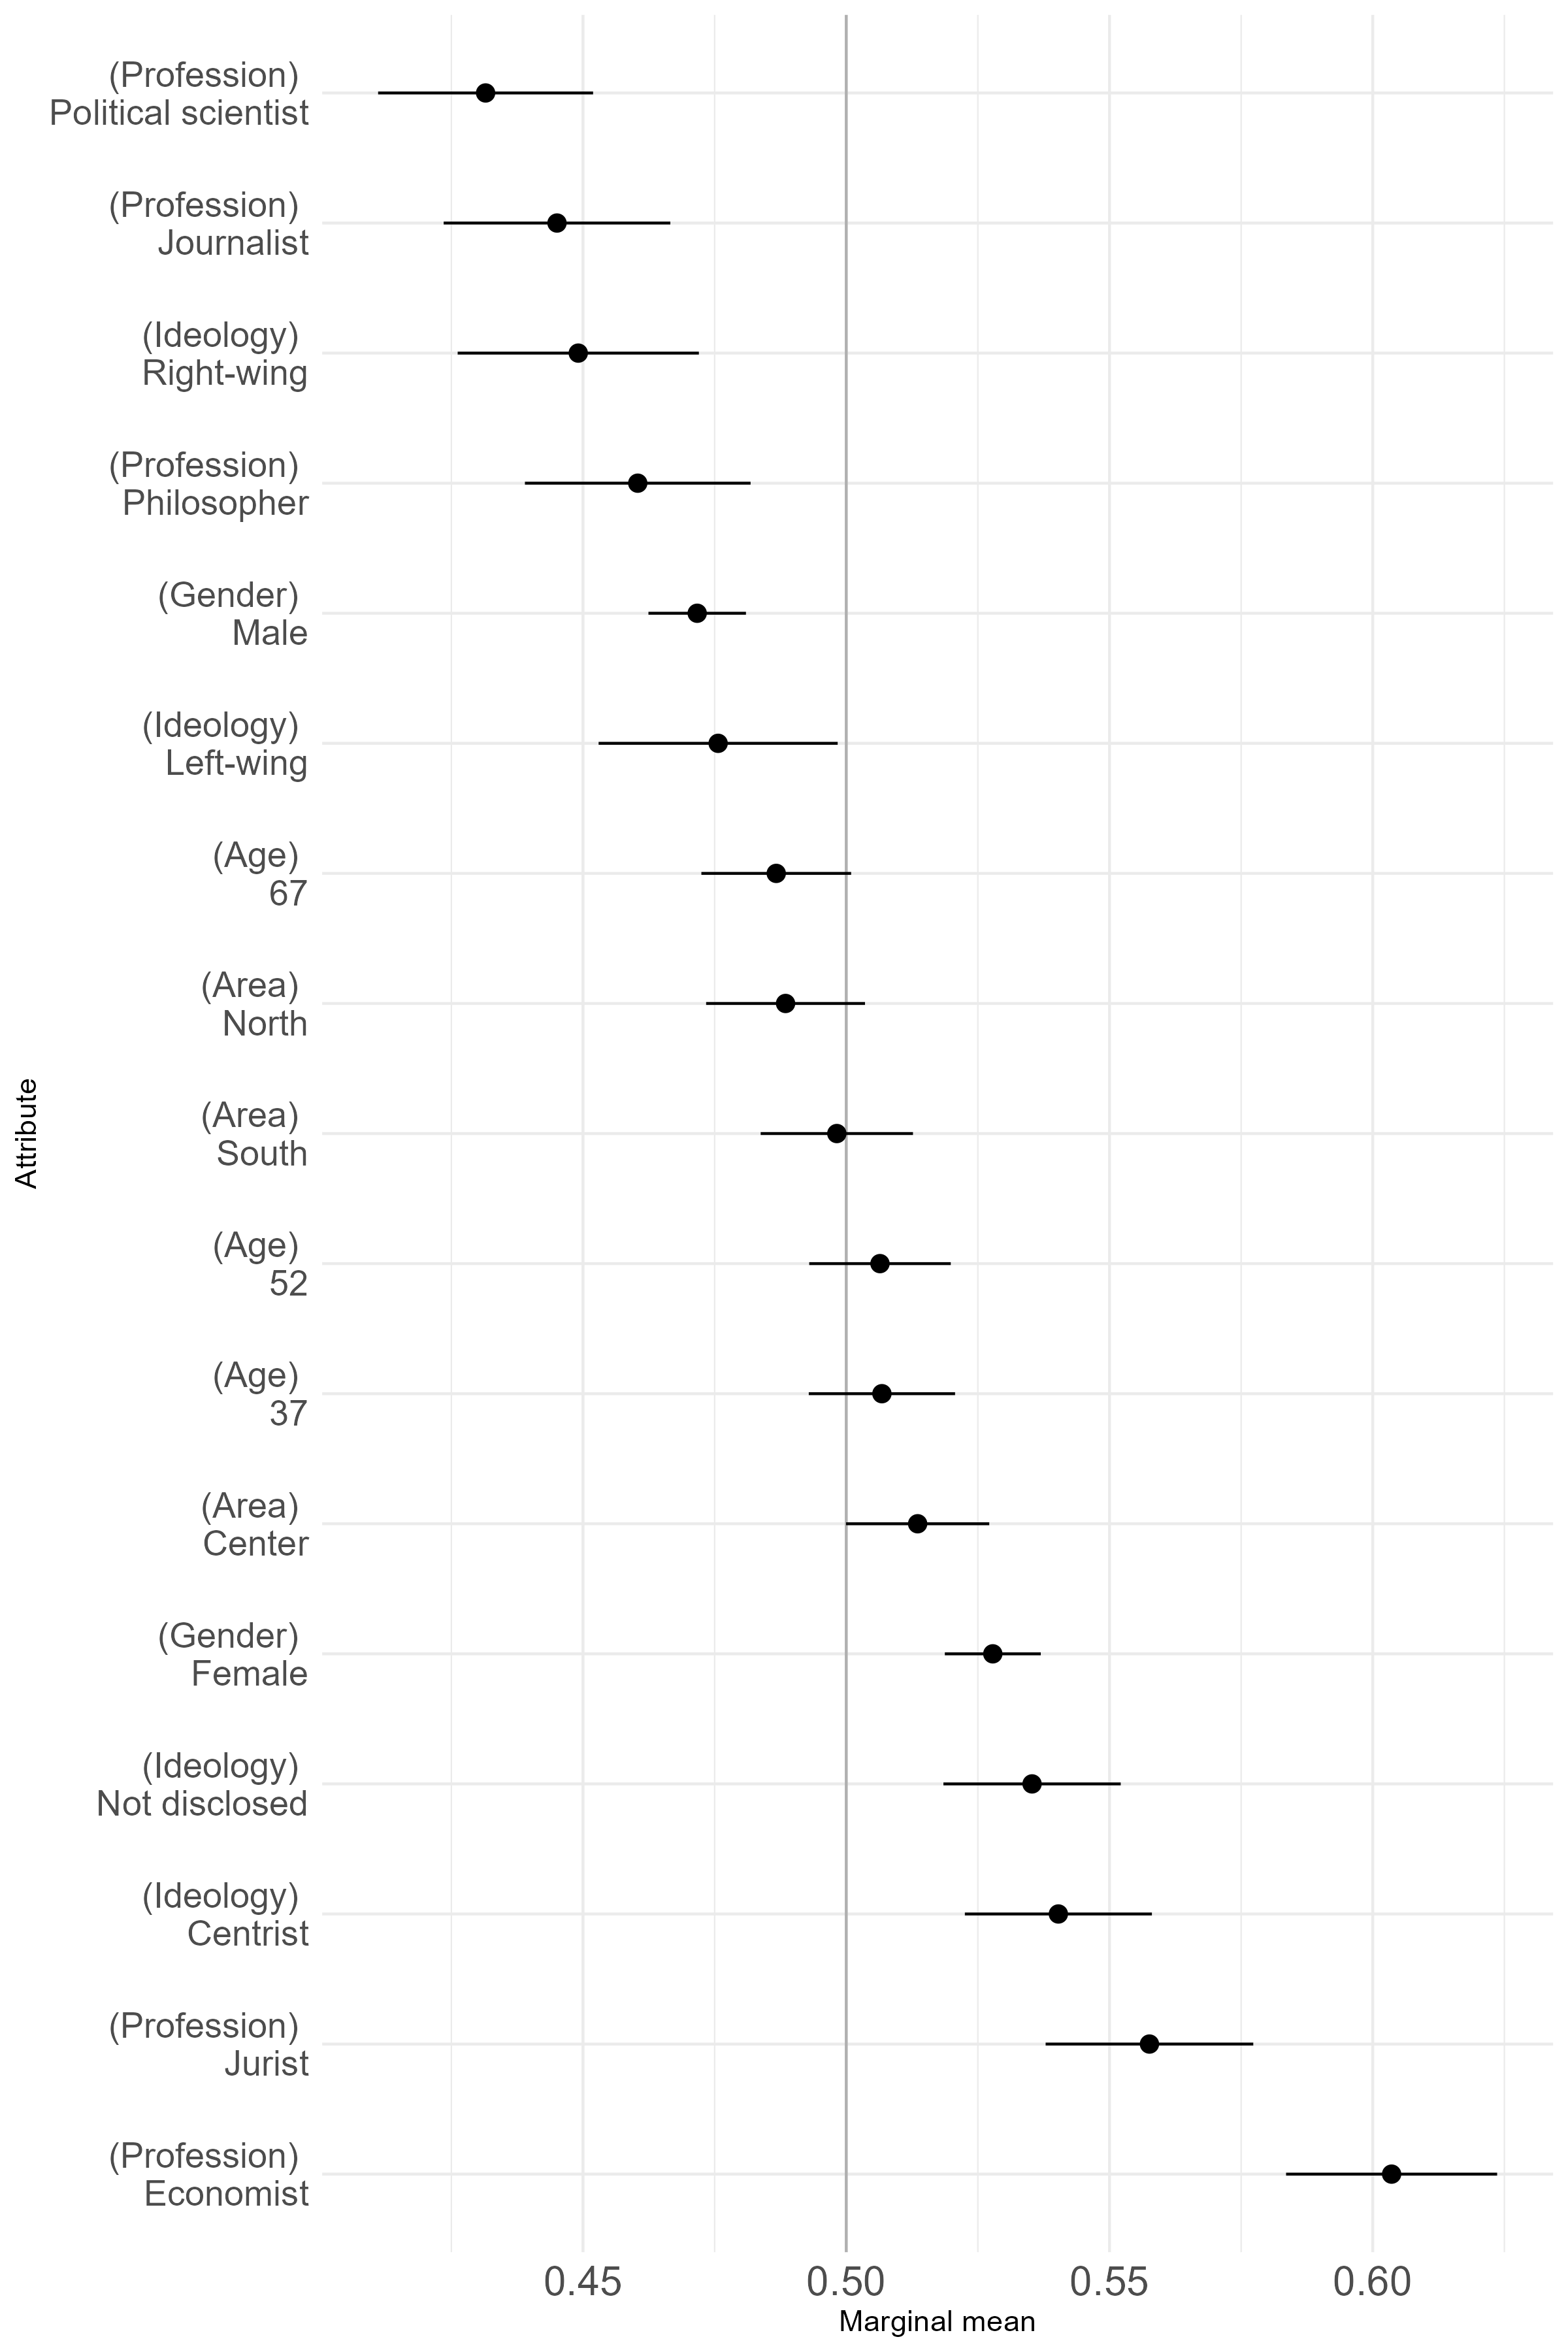 (Profession)
Political scientist
(Profession)
Journalist
(Ideology)
Right-wing
(Profession)
Philosopher
(Gender)
Male
(Ideology)
Left-wing
(Age)
67
(Area)
North
(Area)
South
(Age)
52
(Age)
37
(Area)
Center
(Gender)
Female
(Ideology)
Not disclosed
(Ideology)
Centrist
(Profession)
Jurist
(Profession)
Economist
Attribute
0.45 0.50 0.55 0.60
Marginal mean